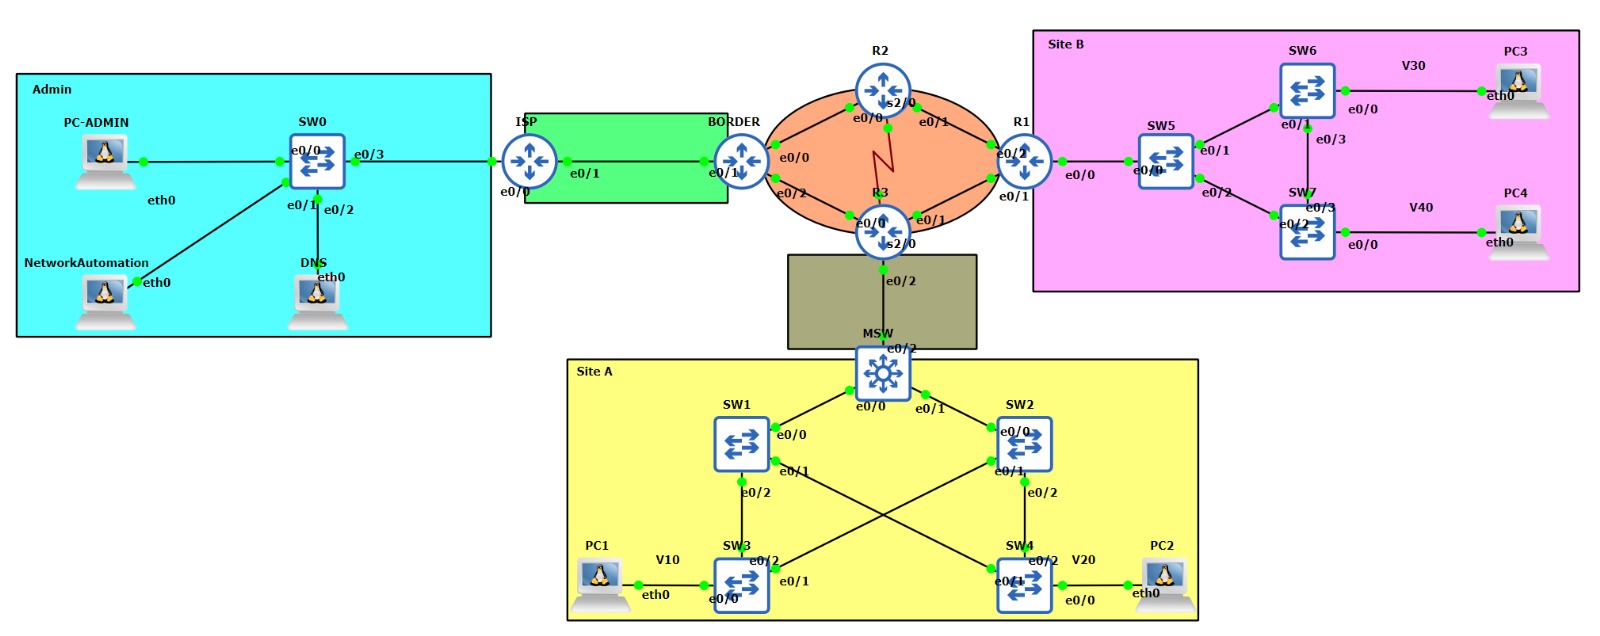 Admin
PC-ADMIN
eth0
SW0
e0/0
e0/3
e0/1
e0/2
NetworkAutomation
eth0
DNS
eth0
ISP
e0/0
e0/1
BORDER
e0/1
e0/0
e0/2
R2
s2/0
e0/0
e0/1
R3
e0/0
e0/1
s2/0
e0/2
R1
e0/2
e0/1
e0/0
Site B
SW5
e0/0
e0/1
e0/2
SW6
e0/1
e0/0
e0/3
V30
PC3
eth0
SW7
e0/3
e0/2
e0/0
V40
PC4
eth0
MSW
e0/2
e0/0
e0/1
Site A
SW1
e0/0
e0/1
e0/2
SW2
e0/0
e0/1
e0/2
PC1
eth0
V10
SW3
e0/2
e0/1
e0/0
SW4
e0/2
e0/1
e0/0
V20
PC2
eth0